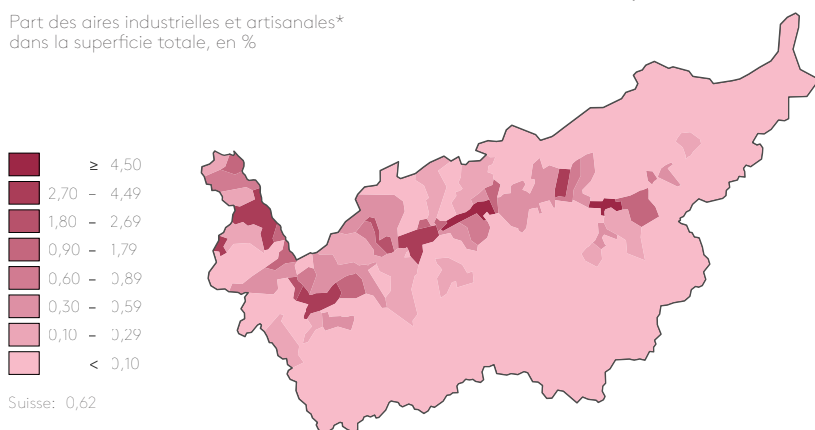 Part des aires industrielles et artisanales*
dans la superficie totale, en %
≥ 4,50
2,70 – 4,49
1,80 – 2,69
0,90 – 1,79
0,60 – 0,89
0,30 – 0,59
0,10 – 0,29
< 0,10
Suisse: 0,62